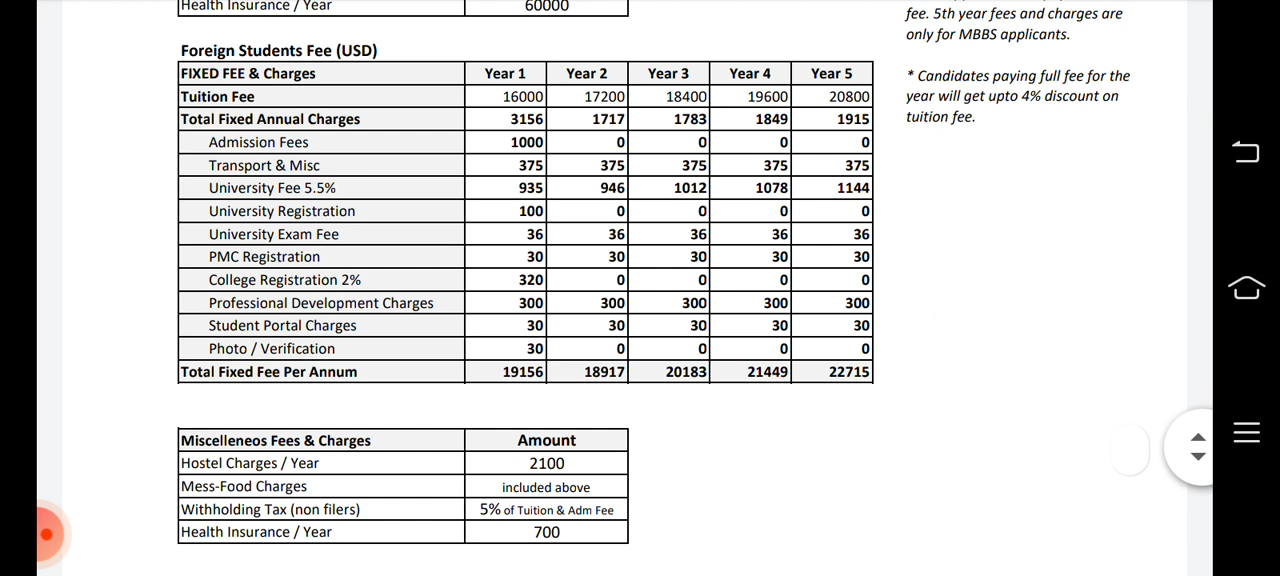 Health Insurance / Year 60000
fee. 5th year fees and charges are
only for MBBS applicants.
* Candidates paying full fee for the
year will get upto 4% discount on
tuition fee.
Foreign Students Fee (USD)
FIXED FEE & Charges Year 1 Year 2 Year 3 Year 4 Year 5
Tuition Fee 16000 17200 18400 19600 20800
Total Fixed Annual Charges 3156 1717 1783 1849 1915
Admission Fees 1000 0 0 0 0
Transport & Misc 375 375 375 375 375
University Fee 5.5% 935 946 1012 1078 1144
University Registration 100 0 0 0 0
University Exam Fee 36 36 36 36 36
PMC Registration 30 30 30 30 30
College Registration 2% 320 0 0 0 0
Professional Development Charges 300 300 300 300 300
Student Portal Charges 30 30 30 30 30
Photo / Verification 30 0 0 0 0
Total Fixed Fee Per Annum 19156 18917 20183 21449 22715
Miscelleneos Fees & Charges Amount
Hostel Charges / Year 2100
Mess-Food Charges included above
Withholding Tax (non filers) 5% of Tuition & Adm Fee
Health Insurance / Year 700